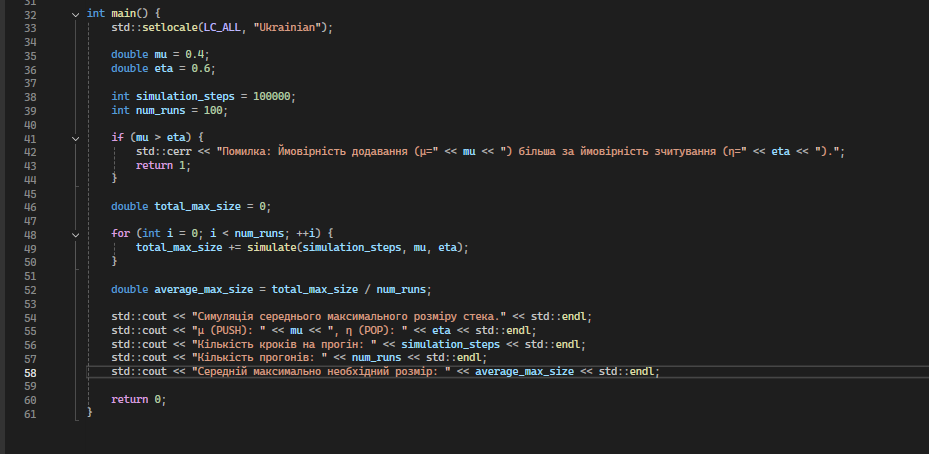 31
32 int main() {
33 std::setlocale(LC_ALL, "Ukrainian");
34
35 double mu = 0.4;
36 double eta = 0.6;
37
38 int simulation_steps = 100000;
39 int num_runs = 100;
40
41 if (mu > eta) {
42 std::cerr << "Помилка: Ймовірність додавання (μ=" << mu << ") більша за ймовірність зчитування (η=" << eta << ").";
43 return 1;
44 }
45
46 double total_max_size = 0;
47
48 for (int i = 0; i < num_runs; ++i) {
49 total_max_size += simulate(simulation_steps, mu, eta);
50 }
51
52 double average_max_size = total_max_size / num_runs;
53
54 std::cout << "Симуляція середнього максимального розміру стека." << std::endl;
55 std::cout << "μ (PUSH): " << mu << ", η (POP): " << eta << std::endl;
56 std::cout << "Кількість кроків на прогін: " << simulation_steps << std::endl;
57 std::cout << "Кількість прогонів: " << num_runs << std::endl;
58 std::cout << "Середній максимально необхідний розмір: " << average_max_size << std::endl;
59
60 return 0;
61 }